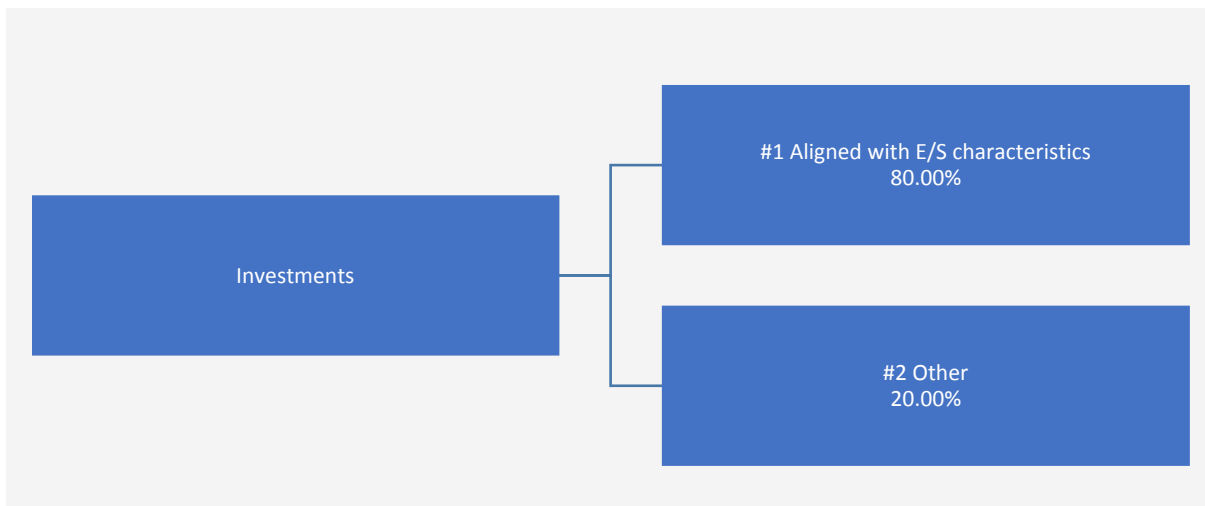 Investments
#1 Aligned with E/S characteristics
80.00%
#2 Other
20.00%